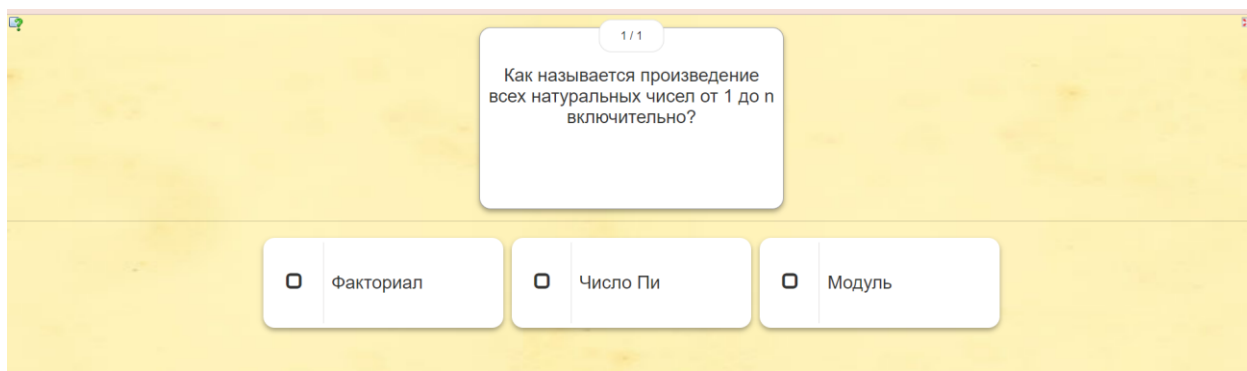 1 / 1
Как называется произведение
всех натуральных чисел от 1 до n
включительно?
Факториал
Число Пи
Модуль